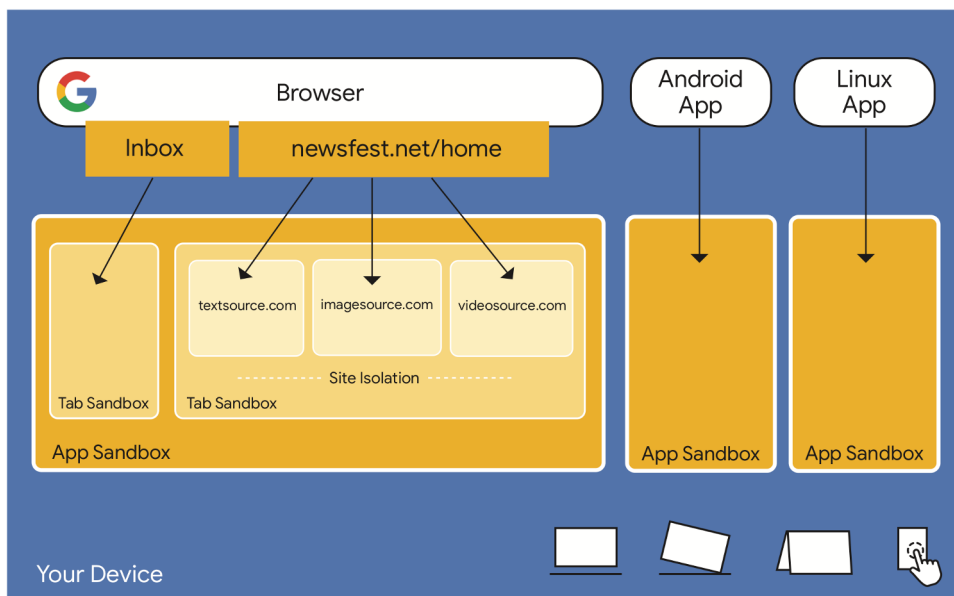 Browser
Android
App
Linux
App
Inbox
newsfest.net/home
textsource.com
imagesource.com
videosource.com
Site Isolation
Tab Sandbox
Tab Sandbox
App Sandbox
App Sandbox
App Sandbox
Your Device